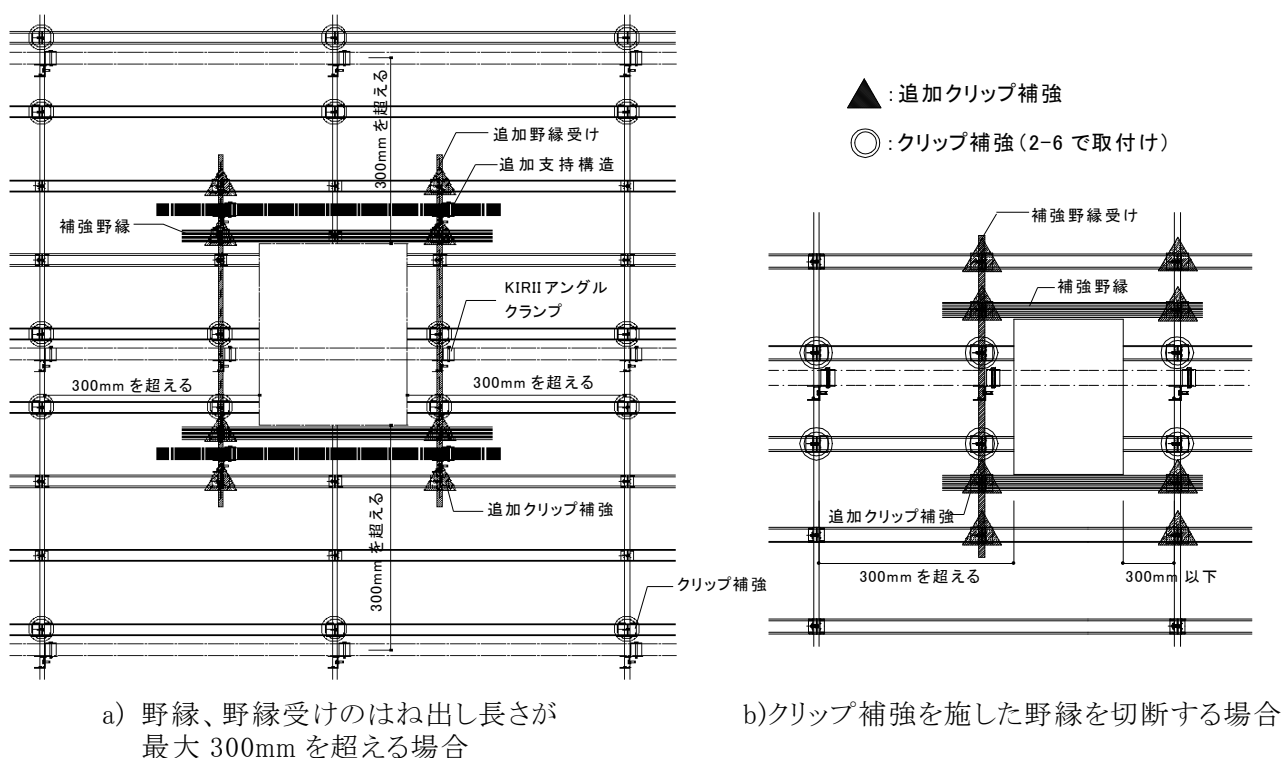 300mm を超える
追加野縁受け
追加支持構造
補強野縁
KIRIIアングル
クランプ
300mm を超える
300mm を超える
追加クリップ補強
300mm を超える
クリップ補強
a) 野縁、野縁受けのはね出し長さが
最大 300mm を超える場合
:追加クリップ補強
:クリップ補強(2-6 で取付け)
補強野縁受け
補強野縁
追加クリップ補強
300mm を超える
300mm 以下
b)クリップ補強を施した野縁を切断する場合